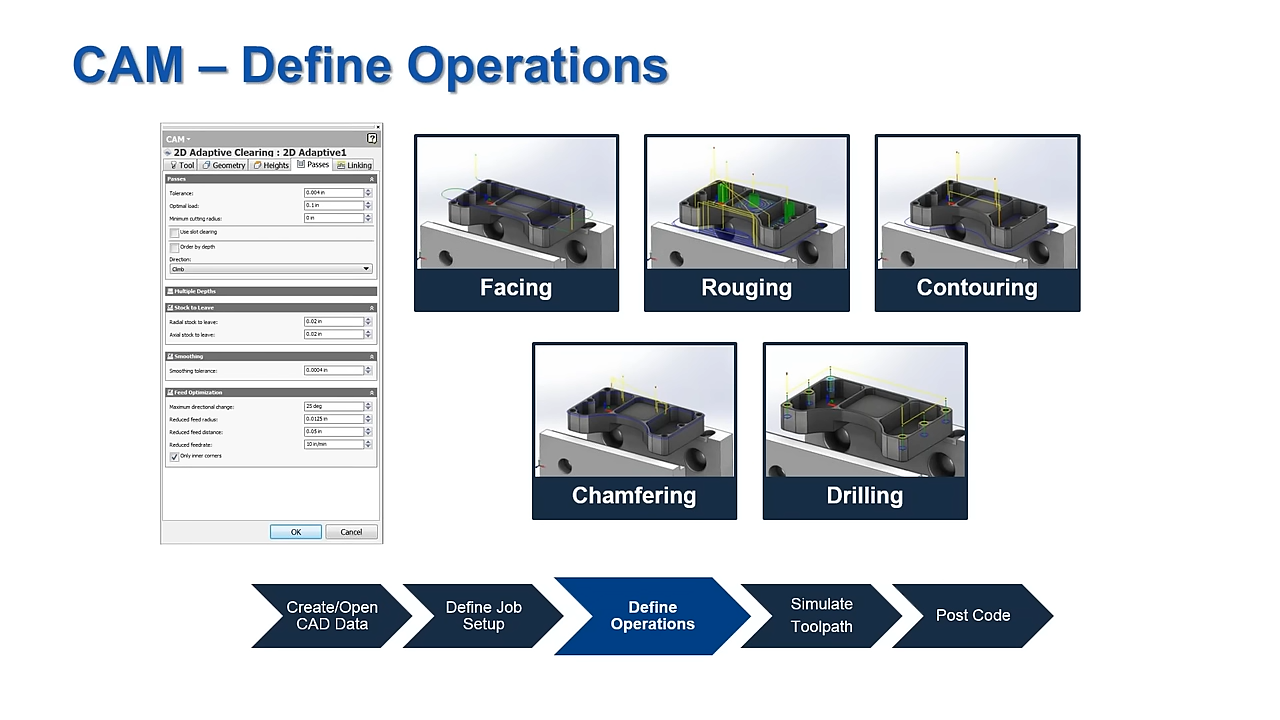 CAM – Define Operations
CAM
2D Adaptive Clearing : 2D Adaptive1
Tool Geometry Heights Passes Linking
Passes
Tolerance: 0.004 in
Optimal load: 0.1 in
Minimum cutting radius: 0 in
Use slot clearing
Order by depth
Direction:
Climb
Multiple Depths
Stock to Leave
Radial stock to leave: 0.02 in
Axial stock to leave: 0.02 in
Smoothing
Smoothing tolerance: 0.0004 in
Feed Optimization
Maximum directional change: 25 deg
Reduced feed radius: 0.0125 in
Reduced feed distance: 0.05 in
Reduced feedrate: 10 in/min
Only inner corners
OK Cancel
Facing
Rouging
Contouring
Chamfering
Drilling
Create/Open
CAD Data
Define Job
Setup
Define
Operations
Simulate
Toolpath
Post Code